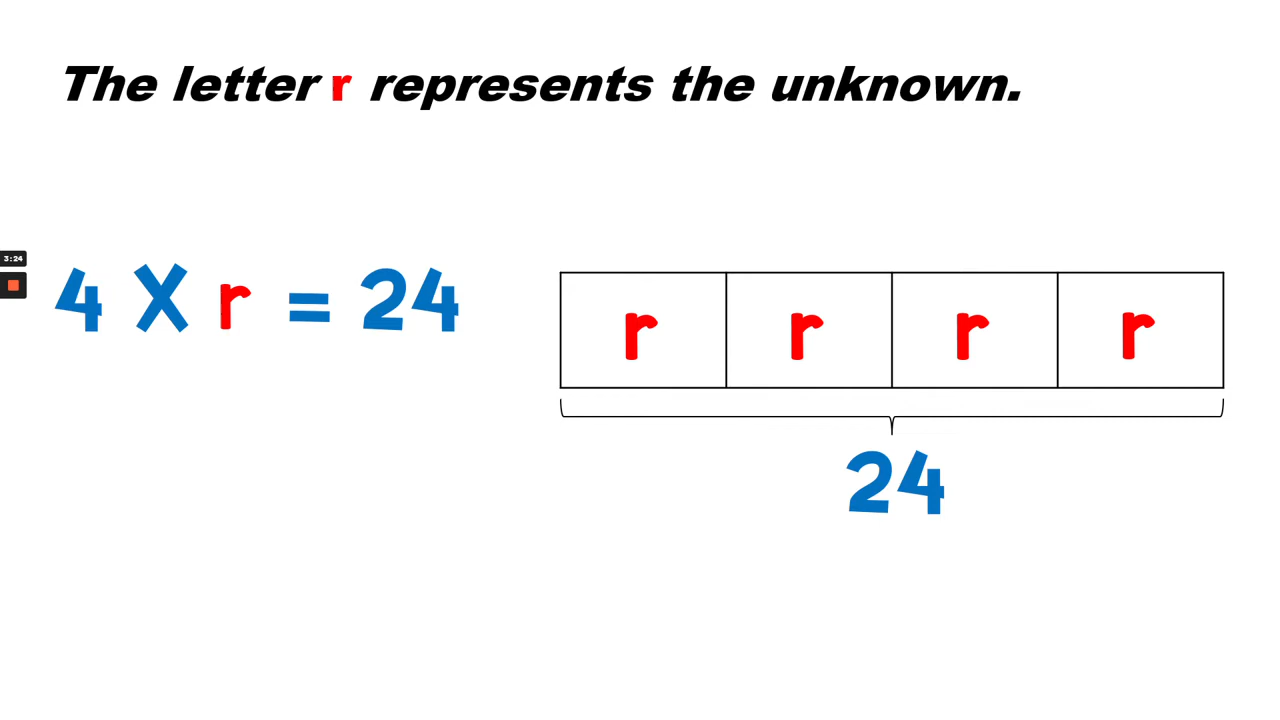 The letter r represents the unknown.
3:24
4 X r = 24
r r r r
24